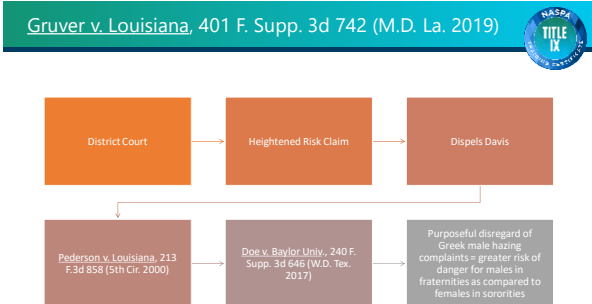 Gruver v. Louisiana, 401 F. Supp. 3d 742 (M.D. La. 2019)
NASPA
TITLE
IX
TRAINING CERTIFICATE
District Court
Heightened Risk Claim
Dispels Davis
Pederson v. Louisiana, 213
F.3d 858 (5th Cir. 2000)
Doe v. Baylor Univ., 240 F.
Supp. 3d 646 (W.D. Tex.
2017)
Purposeful disregard of
Greek male hazing
complaints = greater risk of
danger for males in
fraternities as compared to
females in sororities